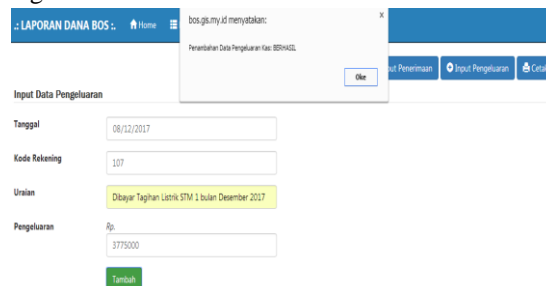 .: LAPORAN DANA BOS :. Home
bos.gis.my.id menyatakan: x
Penambahan Data Pengeluaran Kas: BERHASIL
Oke
Penerimaan Input Pengeluaran
Input Data Pengeluaran
Tanggal 08/12/2017
Kode Rekening 107
Uraian Dibayar Tagihan Listrik STM 1 bulan Desember 2017
Pengeluaran Rp.
3775000
Tambah